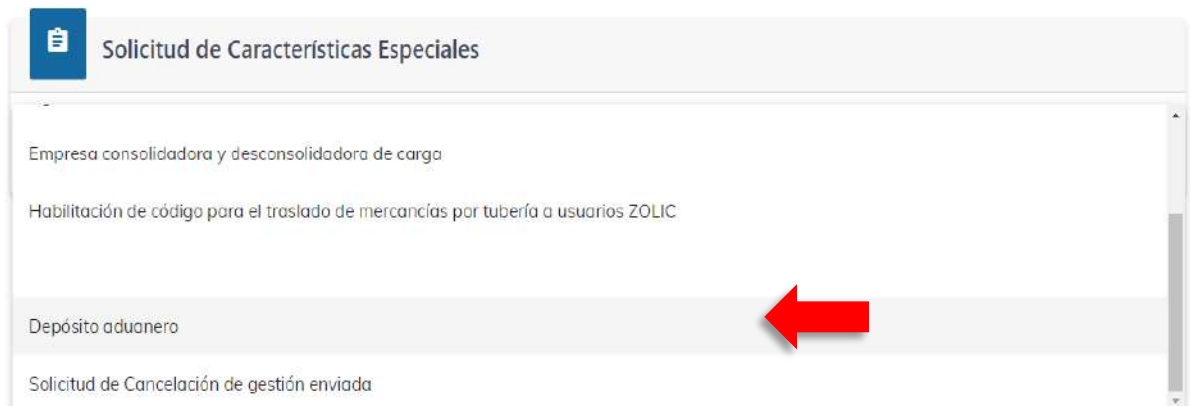 Solicitud de Características Especiales
Empresa consolidadora y desconsolidadora de carga
Habilitación de código para el traslado de mercancías por tubería a usuarios ZOLIC
Depósito aduanero
Solicitud de Cancelación de gestión enviada